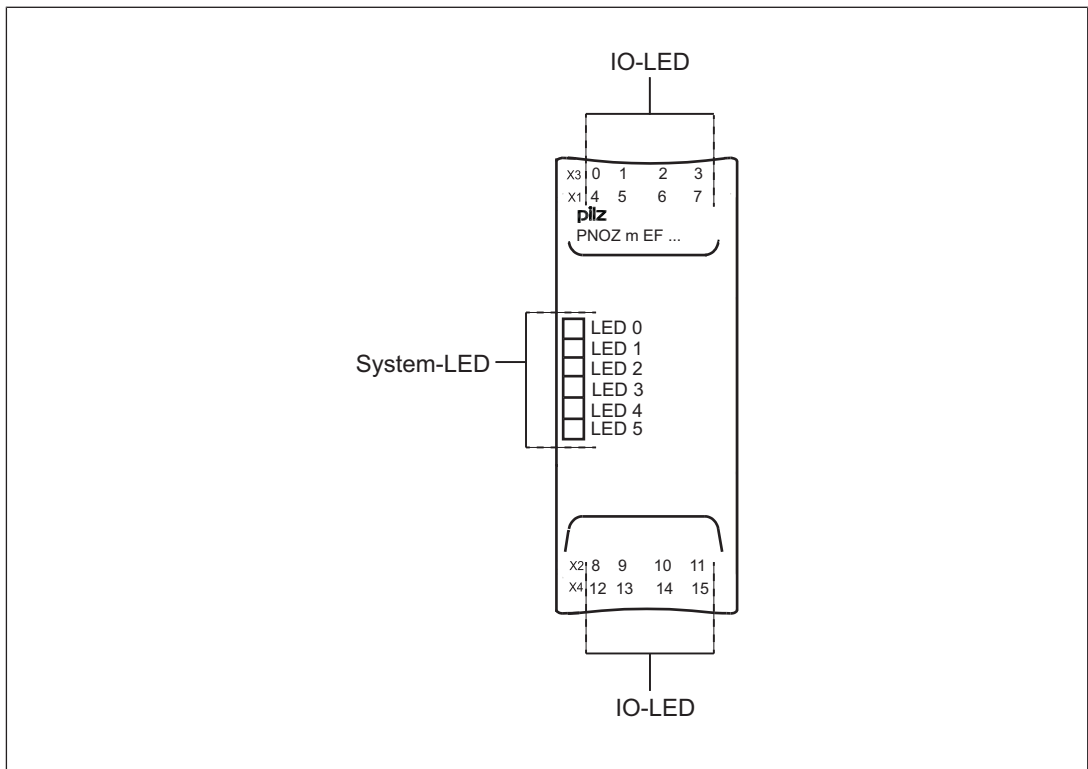 IO-LED
X3 0 1 2 3
X1 4 5 6 7
pilz
PNOZ m EF ...
LED 0
LED 1
System-LED LED 2
LED 3
LED 4
LED 5
X2 8 9 10 11
X4 12 13 14 15
IO-LED